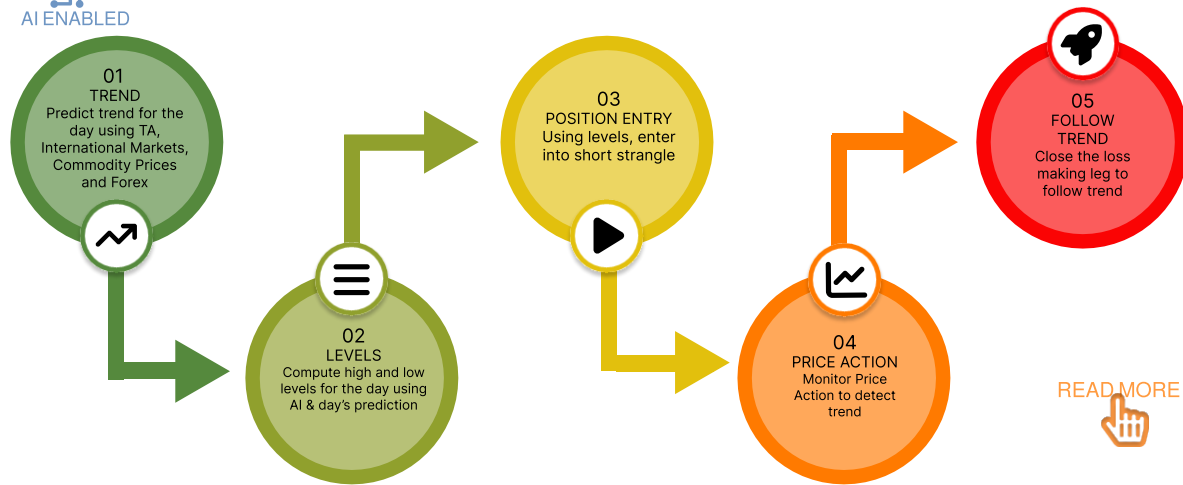 AI ENABLED
01
TREND
Predict trend for the
day using TA,
International Markets,
Commodity Prices
and Forex
02
LEVELS
Compute high and low
levels for the day using
AI & day's prediction
03
POSITION ENTRY
Using levels, enter
into short strangle
04
PRICE ACTION
Monitor Price
Action to detect
trend
05
FOLLOW
TREND
Close the loss
making leg to
follow trend
READ MORE